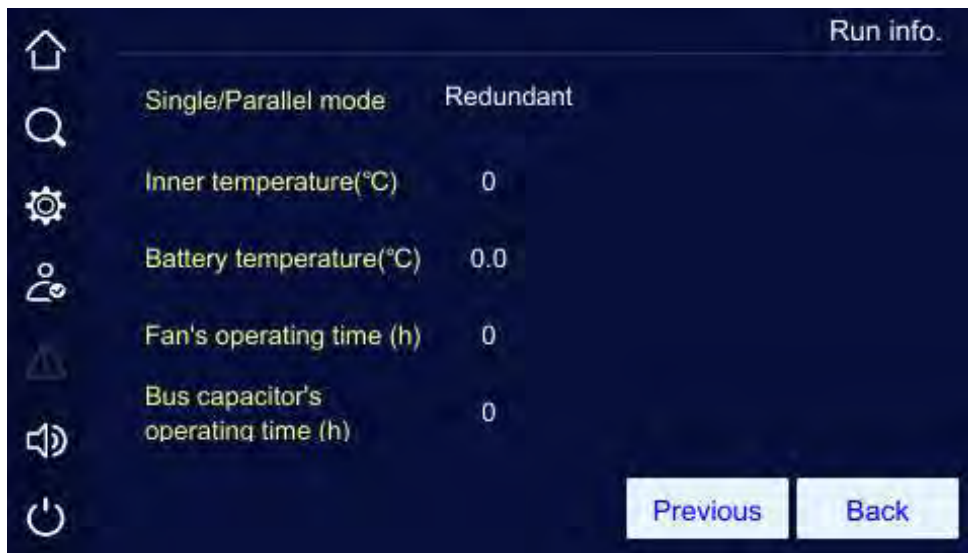 Run info.
Single/Parallel mode Redundant
Inner temperature(°C) 0
Battery temperature(°C) 0.0
Fan's operating time (h) 0
Bus capacitor's
operating time (h) 0
Previous Back